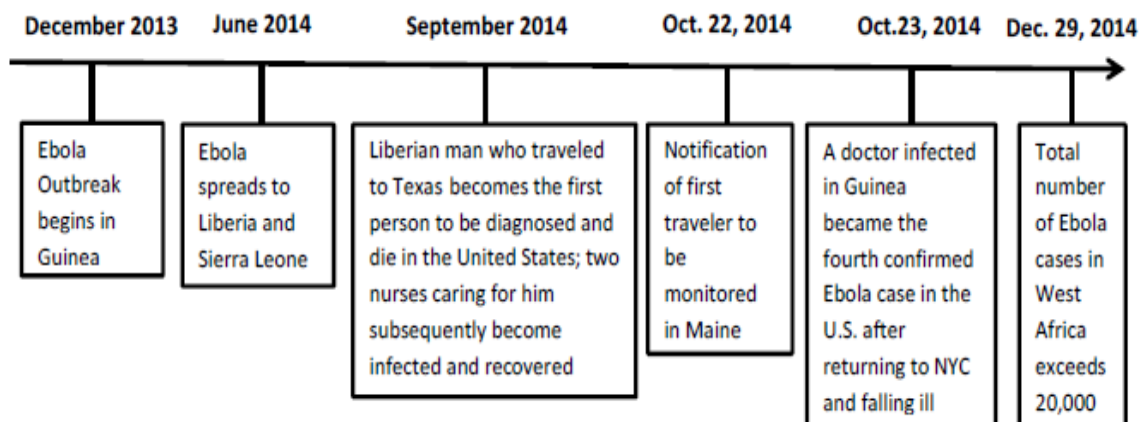 December 2013
June 2014
September 2014
Oct. 22, 2014
Oct.23, 2014
Dec. 29, 2014
Ebola
Outbreak
begins in
Guinea
Ebola
spreads to
Liberia and
Sierra Leone
Liberian man who traveled
to Texas becomes the first
person to be diagnosed and
die in the United States; two
nurses caring for him
subsequently become
infected and recovered
Notification
of first
traveler to
be
monitored
in Maine
A doctor infected
in Guinea
became the
fourth confirmed
Ebola case in the
U.S. after
returning to NYC
and falling ill
Total
number
of Ebola
cases in
West
Africa
exceeds
20,000